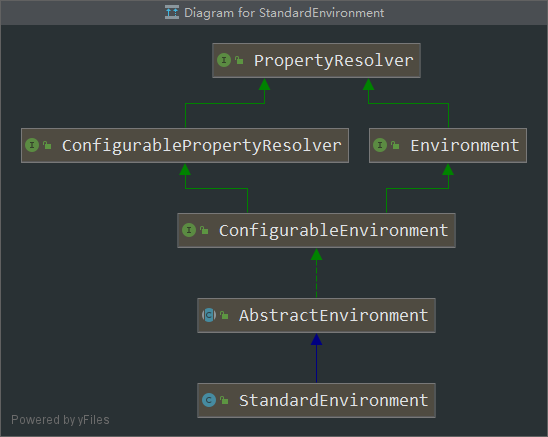 Diagram for StandardEnvironment
I PropertyResolver
I ConfigurablePropertyResolver
I Environment
I ConfigurableEnvironment
C AbstractEnvironment
C StandardEnvironment
Powered by yFiles